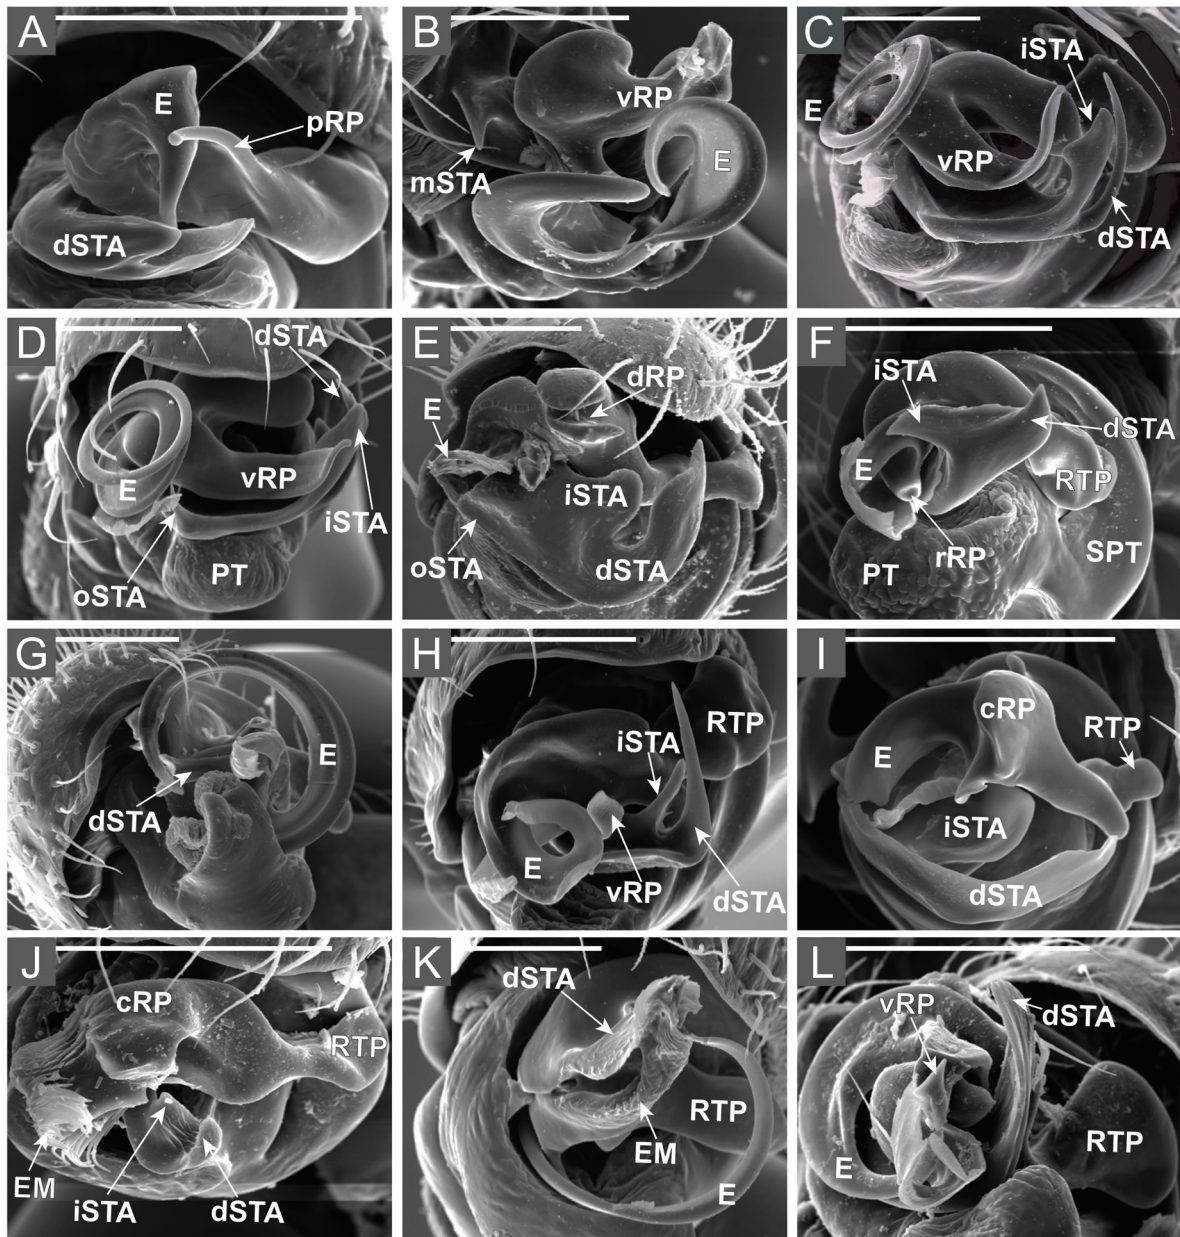 A
E
pRP
dSTA
B
vRP
mSTA
E
C
iSTA
E
vRP
dSTA
D
dSTA
E
vRP
iSTA
oSTA
PT
E
dRP
E
iSTA
oSTA
dSTA
F
iSTA
dSTA
E
RTP
rRP
SPT
PT
G
E
dSTA
H
RTP
iSTA
E
vRP
dSTA
I
cRP
RTP
E
iSTA
dSTA
J
cRP
RTP
EM
iSTA
dSTA
K
dSTA
RTP
EM
E
L
vRP
dSTA
RTP
E